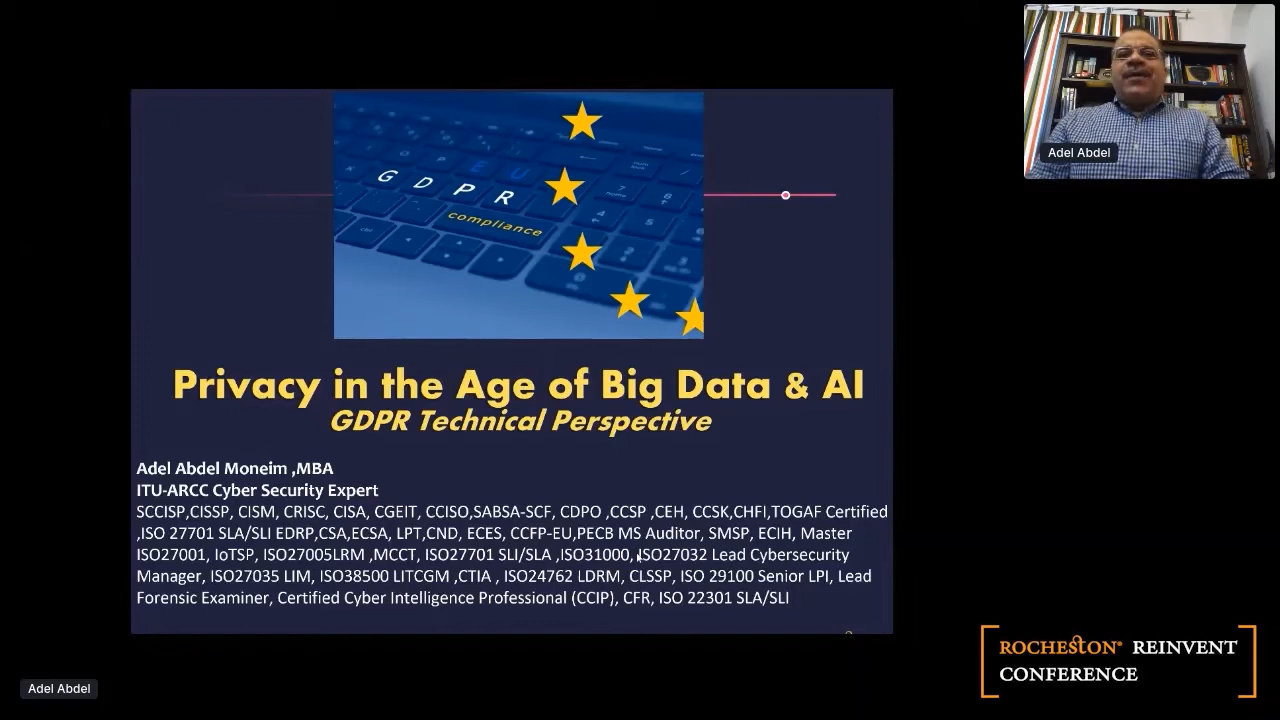 Adel Abdel
G D P R
EU
compliance
Privacy in the Age of Big Data & AI
GDPR Technical Perspective
Adel Abdel Moneim ,MBA
ITU-ARCC Cyber Security Expert
SCCISP,CISSP, CISM, CRISC, CISA, CGEIT, CCISO,SABSA-SCF, CDPO ,CCSP ,CEH, CCSK,CHFI,TOGAF Certified
,ISO 27701 SLA/SLI EDRP,CSA,ECSA, LPT,CND, ECES, CCFP-EU,PECB MS Auditor, SMSP, ECIH, Master
ISO27001, IoTSP, ISO27005LRM ,MCCT, ISO27701 SLI/SLA ,ISO31000, ISO27032 Lead Cybersecurity
Manager, ISO27035 LIM, ISO38500 LITCGM ,CTIA , ISO24762 LDRM, CLSSP, ISO 29100 Senior LPI, Lead
Forensic Examiner, Certified Cyber Intelligence Professional (CCIP), CFR, ISO 22301 SLA/SLI
ROCHESTON® REINVENT
CONFERENCE
Adel Abdel